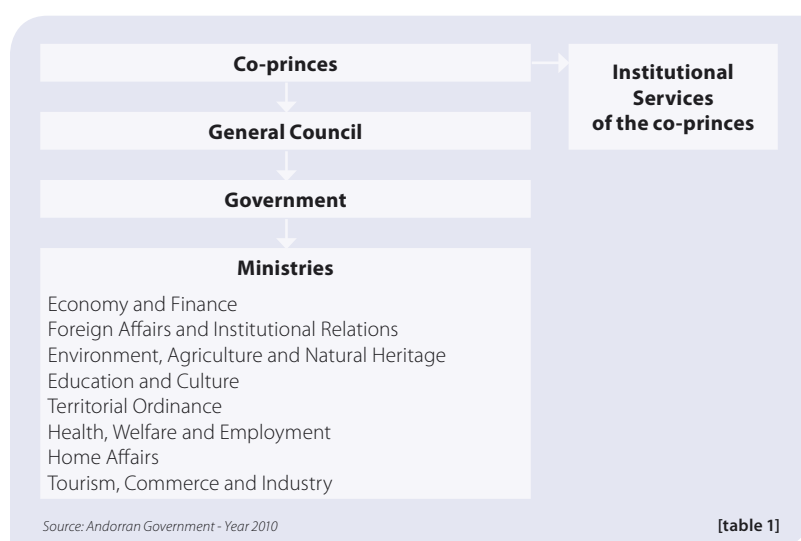 Co-princes
Institutional
Services
of the co-princes
General Council
Government
Ministries
Economy and Finance
Foreign Affairs and Institutional Relations
Environment, Agriculture and Natural Heritage
Education and Culture
Territorial Ordinance
Health, Welfare and Employment
Home Affairs
Tourism, Commerce and Industry
Source: Andorran Government - Year 2010
[table 1]